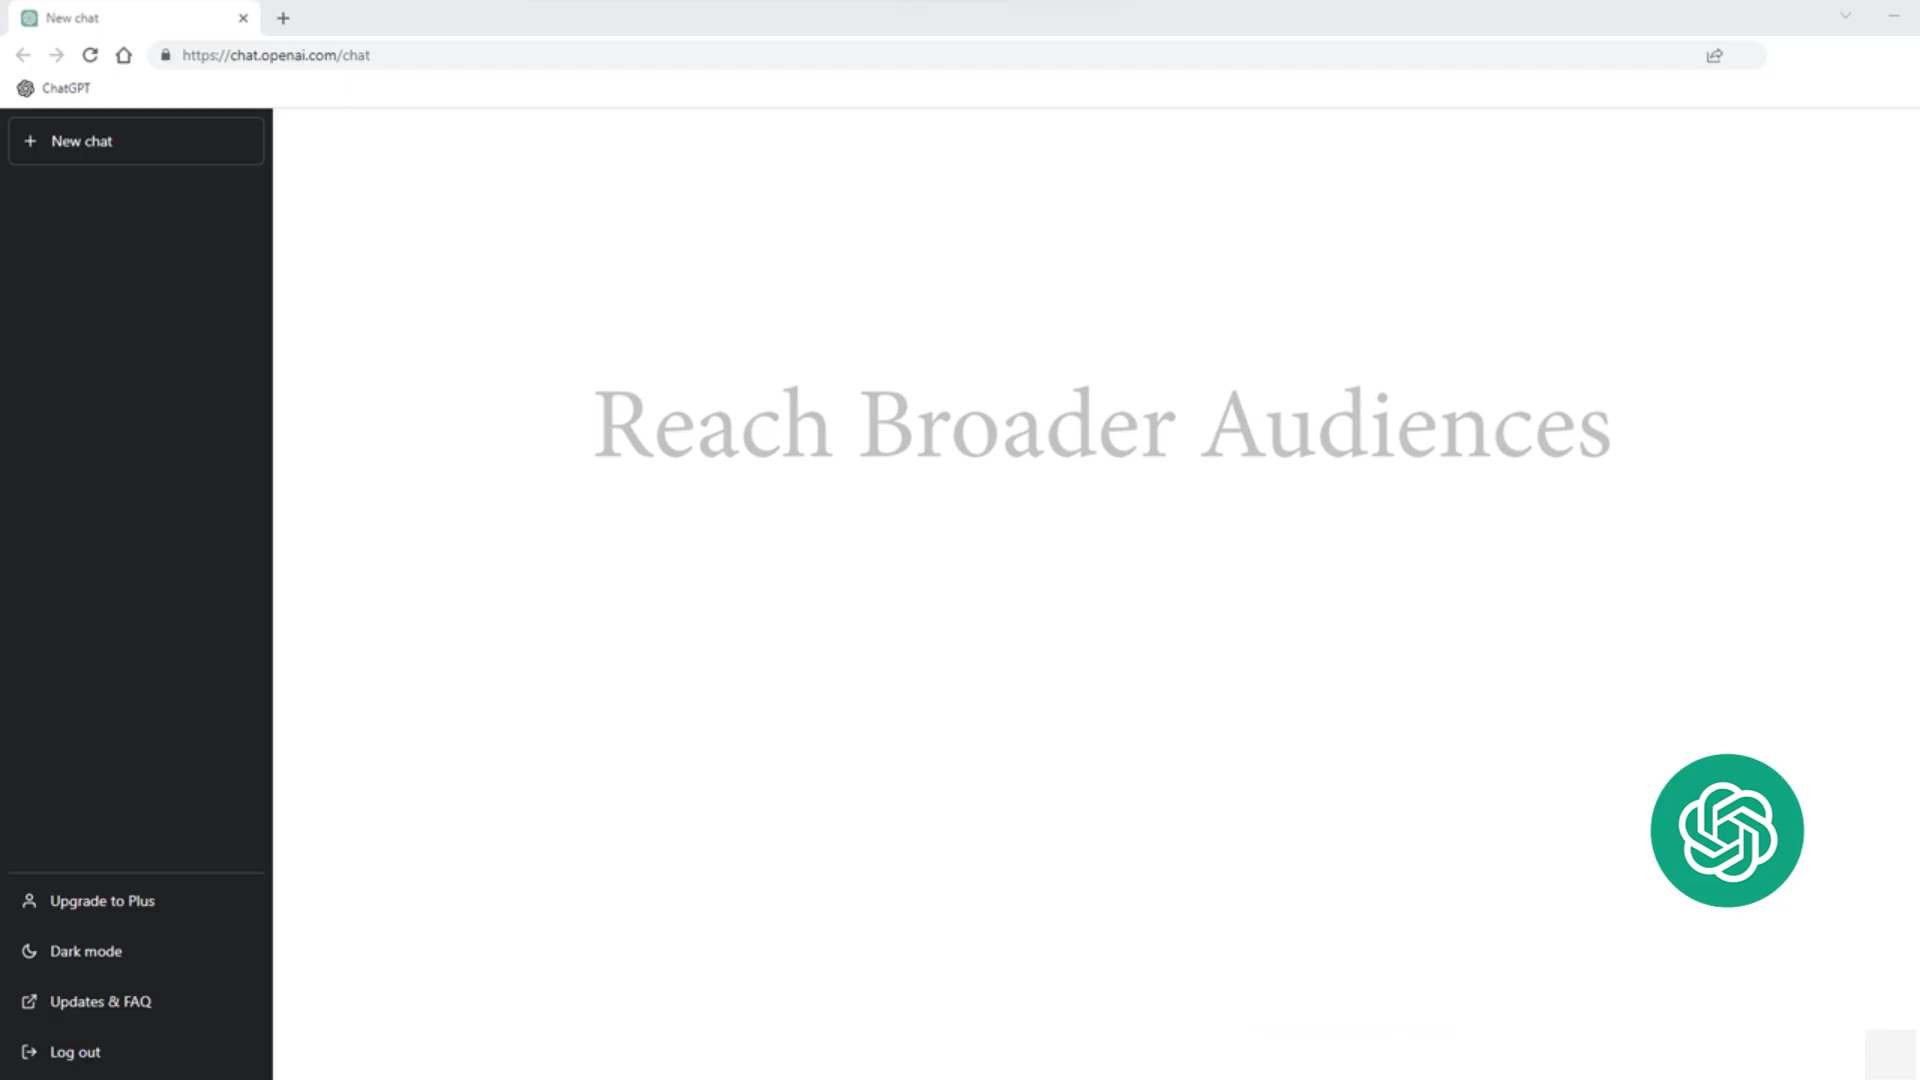 New chat
https://chat.openai.com/chat
ChatGPT
New chat
Reach Broader Audiences
Upgrade to Plus
Dark mode
Updates & FAQ
Log out